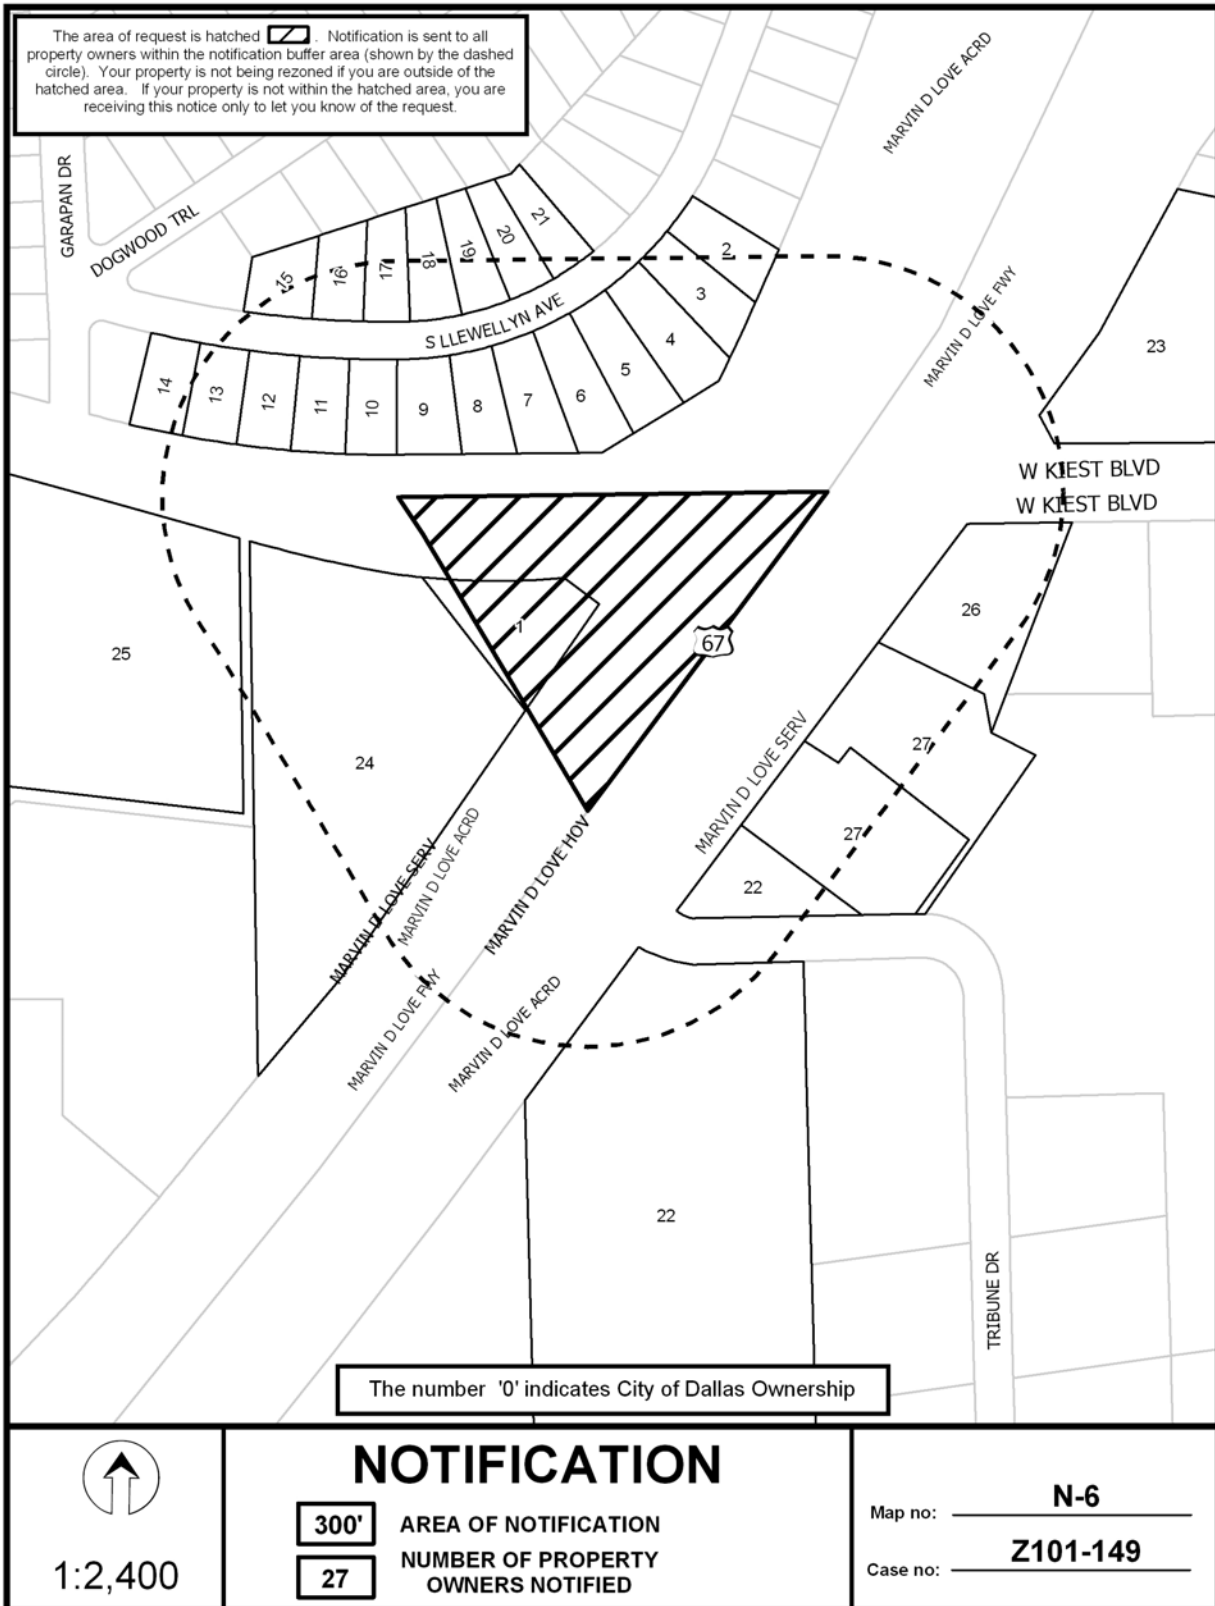 The area of request is hatched . Notification is sent to all
property owners within the notification buffer area (shown by the dashed
circle). Your property is not being rezoned if you are outside of the
hatched area. If your property is not within the hatched area, you are
receiving this notice only to let you know of the request.
MARVIN D LOVE ACRD
GARAPAN DR
DOGWOOD TRL
21
20
19
18
17
16
15
2
3
4
5
6
7
8
9
10
11
12
13
14
S LLEWELLYN AVE
MARVIN D LOVE FWY
23
W KIEST BLVD
W KIEST BLVD
1
67
26
25
24
27
27
22
MARVIN D LOVE SERV
MARVIN D LOVE SERV
MARVIN D LOVE ACRD
MARVIN D LOVE HOV
MARVIN D LOVE FWY
MARVIN D LOVE ACRD
22
TRIBUNE DR
The number '0' indicates City of Dallas Ownership
1:2,400
NOTIFICATION
300' AREA OF NOTIFICATION
27 NUMBER OF PROPERTY
OWNERS NOTIFIED
Map no: N-6
Case no: Z101-149